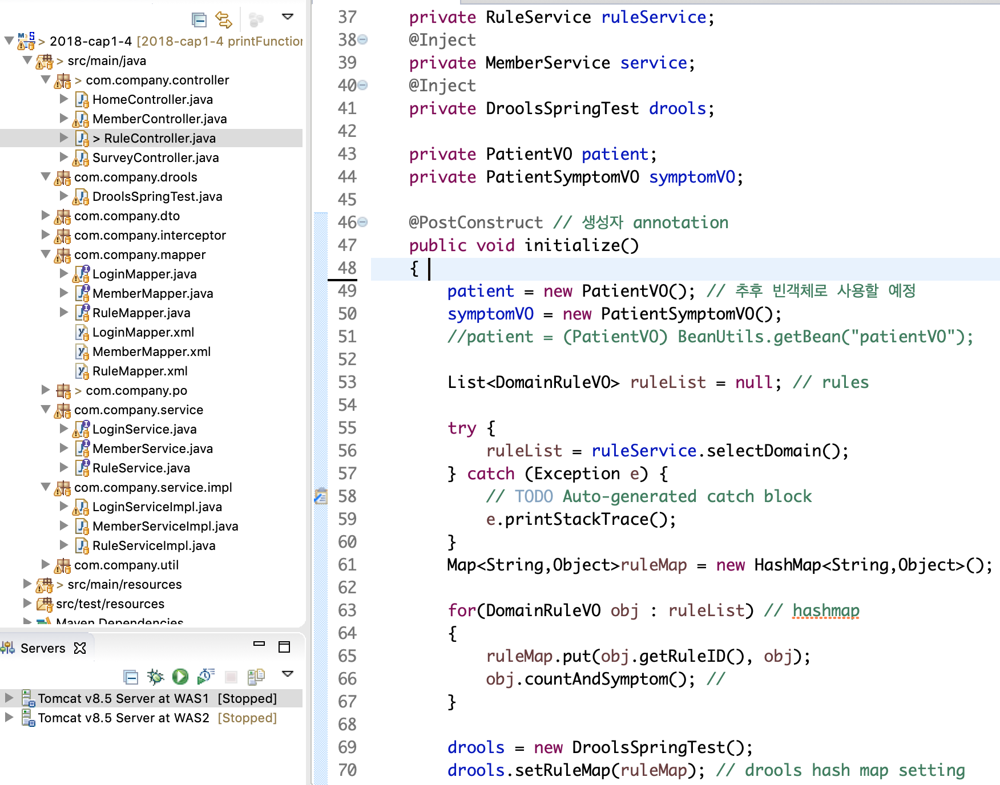 > 2018-cap1-4 [2018-cap1-4 printFunction
> src/main/java
> com.company.controller
HomeController.java
MemberController.java
> RuleController.java
SurveyController.java
com.company.drools
DroolsSpringTest.java
com.company.dto
com.company.interceptor
com.company.mapper
LoginMapper.java
MemberMapper.java
RuleMapper.java
LoginMapper.xml
MemberMapper.xml
RuleMapper.xml
> com.company.po
com.company.service
LoginService.java
MemberService.java
RuleService.java
com.company.service.impl
LoginServiceImpl.java
MemberServiceImpl.java
RuleServiceImpl.java
com.company.util
> src/main/resources
src/test/resources
Maven Dependencies
Servers
Tomcat v8.5 Server at WAS1 [Stopped]
Tomcat v8.5 Server at WAS2 [Stopped]
37 private RuleService ruleService;
38 @Inject
39 private MemberService service;
40 @Inject
41 private DroolsSpringTest drools;
42
43 private PatientVO patient;
44 private PatientSymptomVO symptomVO;
45
46 @PostConstruct // 생성자 annotation
47 public void initialize()
48 {
49 patient = new PatientVO(); // 추후 빈객체로 사용할 예정
50 symptomVO = new PatientSymptomVO();
51 //patient = (PatientVO) BeanUtils.getBean("patientVO");
52
53 List<DomainRuleVO> ruleList = null; // rules
54
55 try {
56 ruleList = ruleService.selectDomain();
57 } catch (Exception e) {
58 // TODO Auto-generated catch block
59 e.printStackTrace();
60 }
61 Map<String,Object>ruleMap = new HashMap<String,Object>();
62
63 for(DomainRuleVO obj : ruleList) // hashmap
64 {
65 ruleMap.put(obj.getRuleID(), obj);
66 obj.countAndSymptom(); //
67 }
68
69 drools = new DroolsSpringTest();
70 drools.setRuleMap(ruleMap); // drools hash map setting